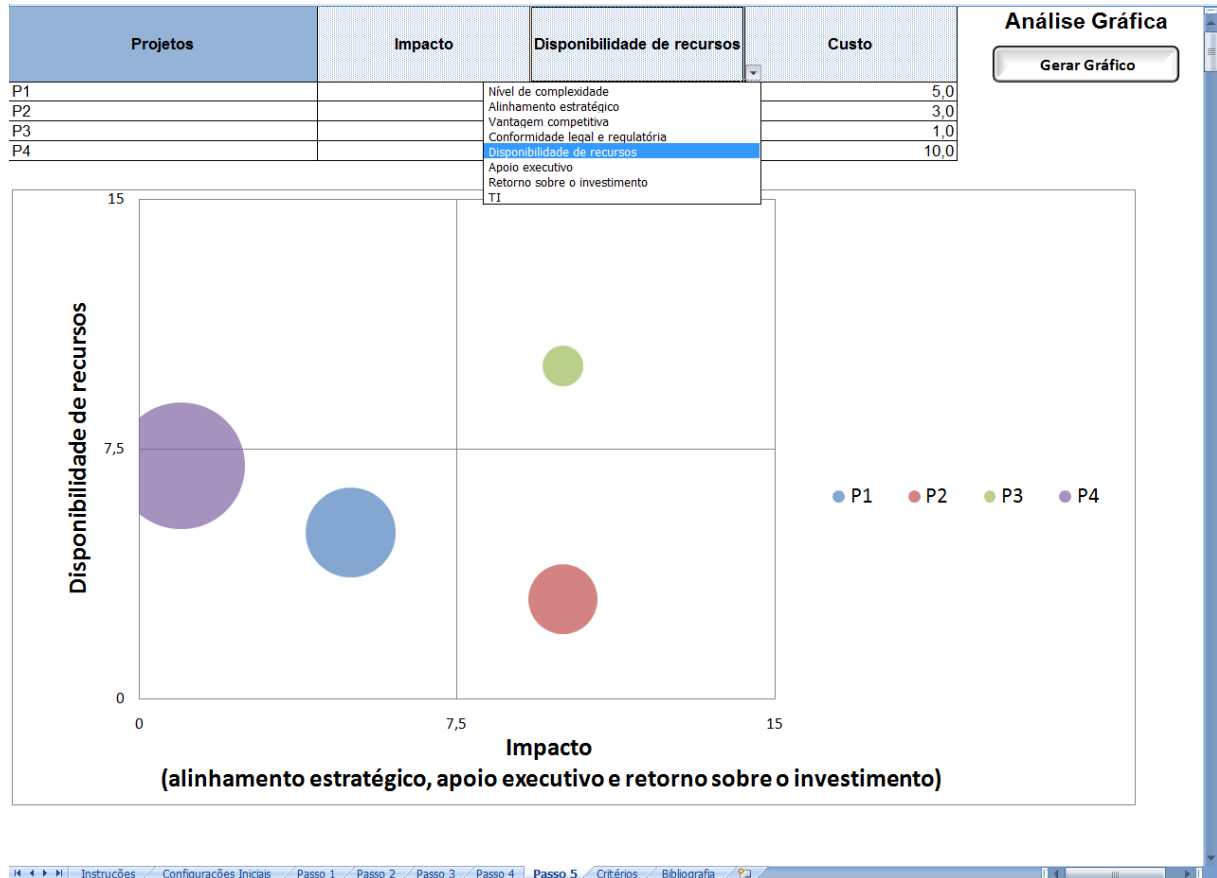 Projetos Impacto Disponibilidade de recursos Custo
Análise Gráfica
Gerar Gráfico
P1 5,0
P2 3,0
P3 1,0
P4 10,0
Nível de complexidade
Alinhamento estratégico
Vantagem competitiva
Conformidade legal e regulatória
Disponibilidade de recursos
Apoio executivo
Retorno sobre o investimento
TI
15
7,5
0
Disponibilidade de recursos
0 7,5 15
Impacto
(alinhamento estratégico, apoio executivo e retorno sobre o investimento)
P1 P2 P3 P4
Instruções Configurações Iniciais Passo 1 Passo 2 Passo 3 Passo 4 Passo 5 Critérios Bibliografia